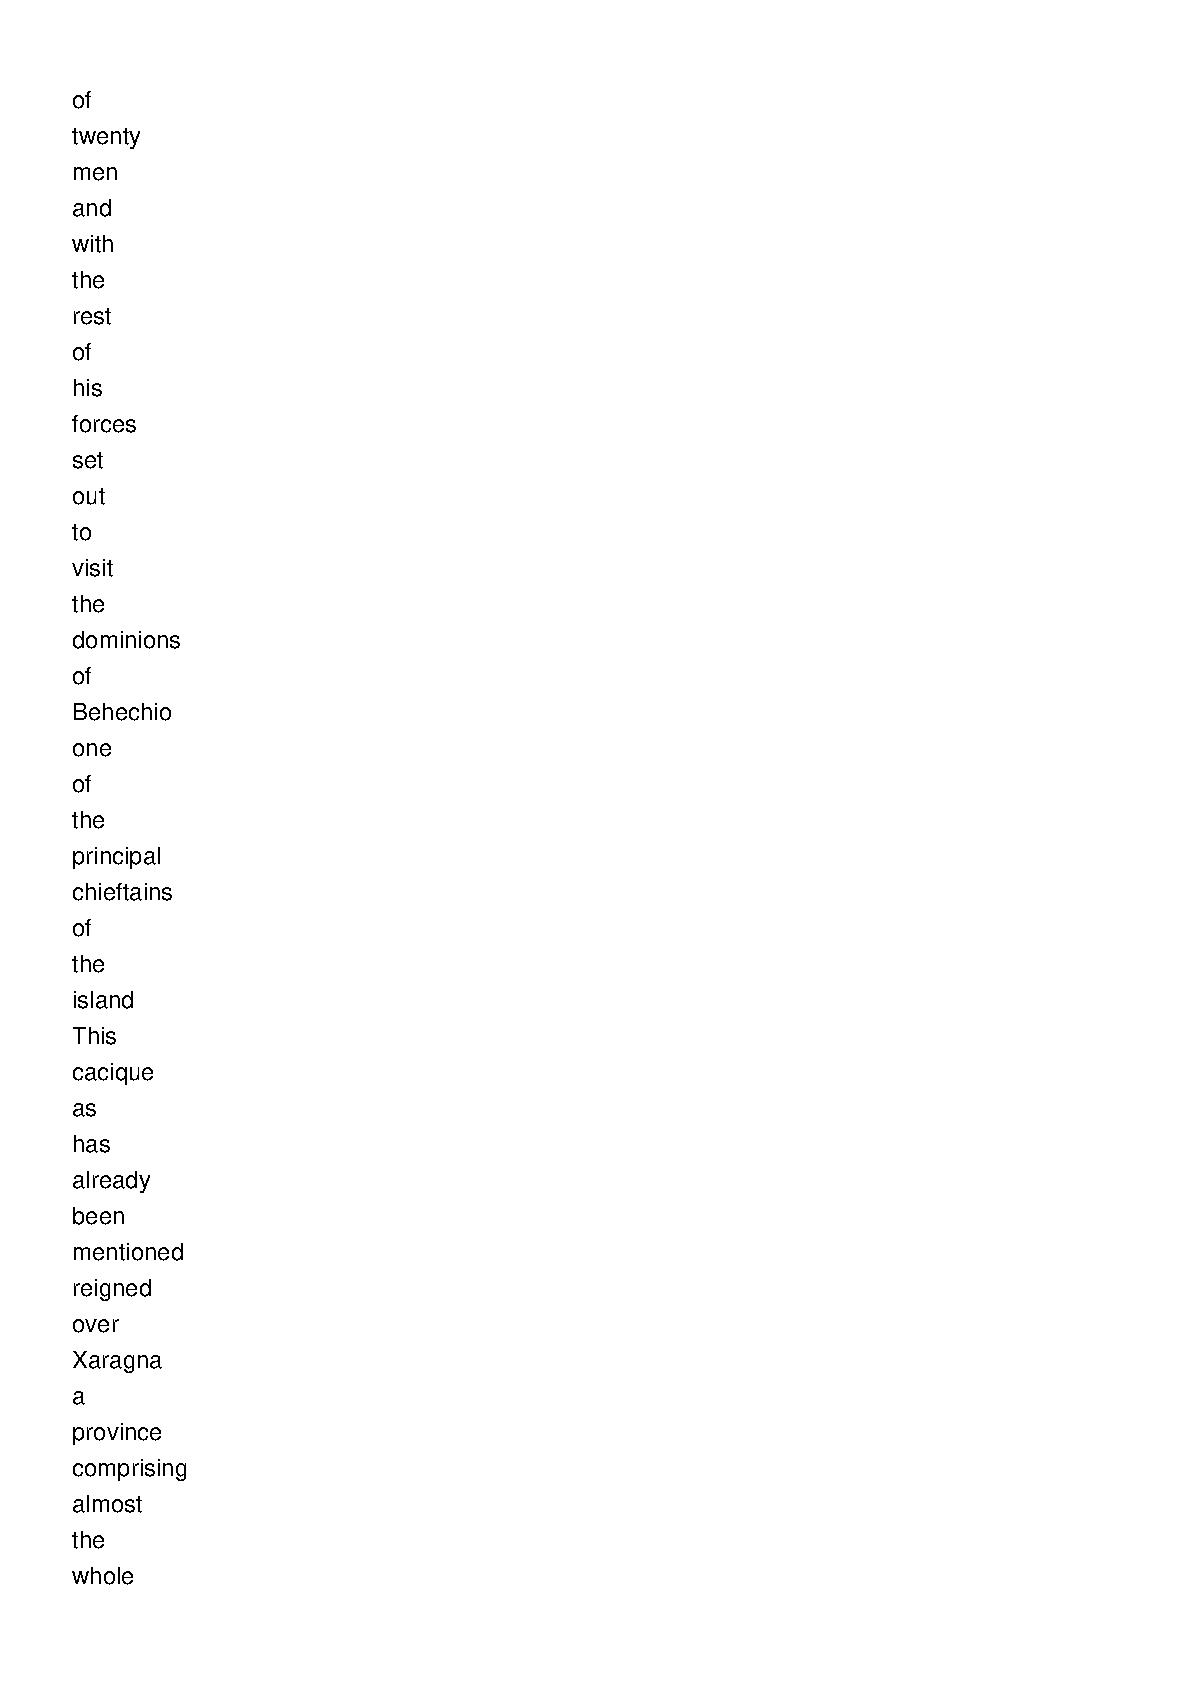 of
twenty
men
and
with
the
rest
of
his
forces
set
out
to
visit
the
dominions
of
Behechio
one
of
the
principal
chieftains
of
the
island
This
cacique
as
has
already
been
mentioned
reigned
over
Xaragna
a
province
comprising
almost
the
whole